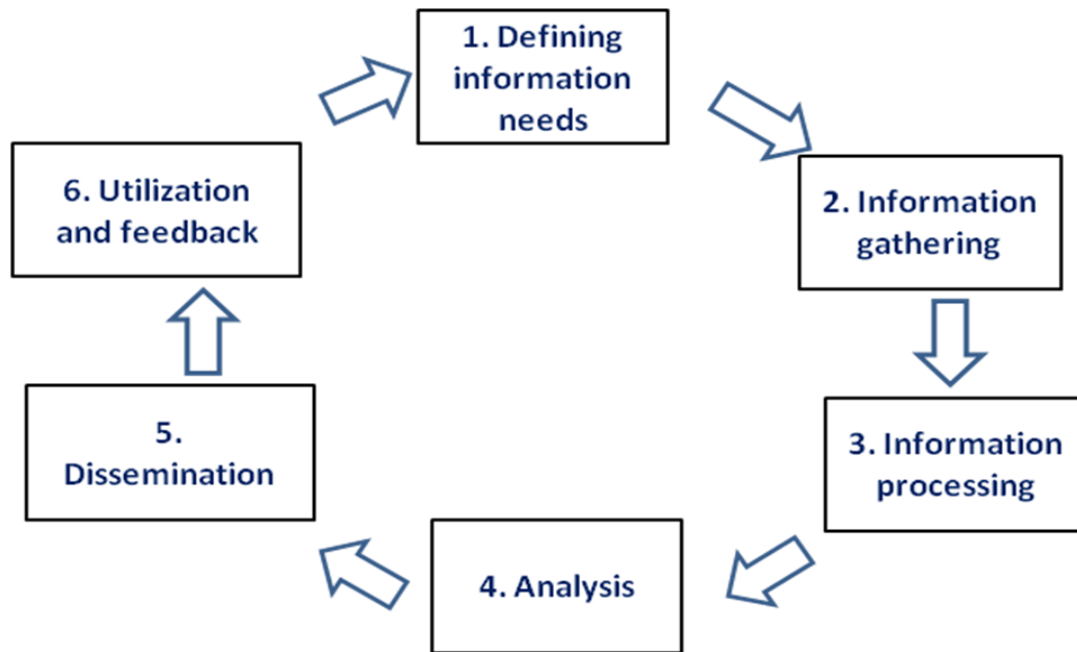 1. Defining
information
needs
2. Information
gathering
3. Information
processing
4. Analysis
5.
Dissemination
6. Utilization
and feedback